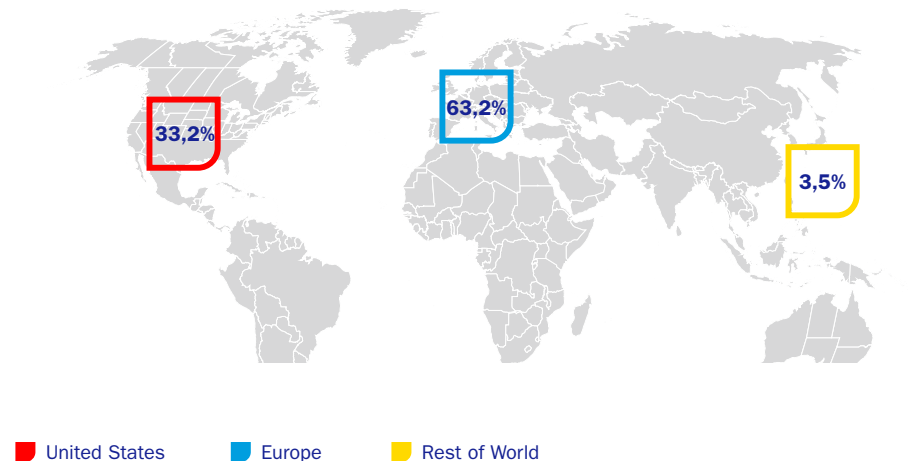 63,2%
33,2%
3,5%
United States
Europe
Rest of World